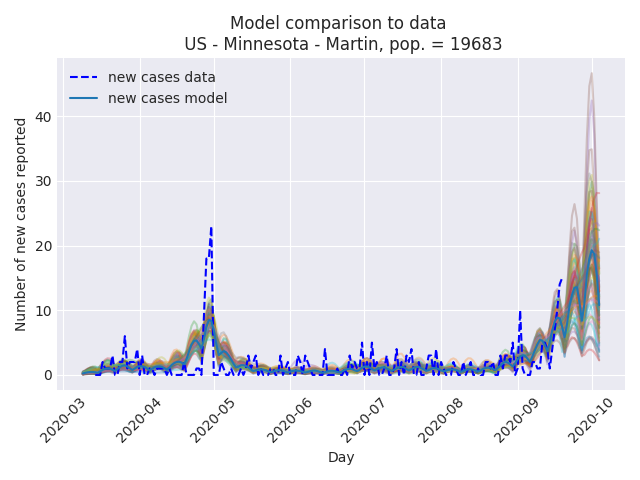 Model comparison to data
US - Minnesota - Martin, pop. = 19683
new cases data
new cases model
Number of new cases reported
40
30
20
10
0
2020-03
2020-04
2020-05
2020-06
2020-07
2020-08
2020-09
2020-10
Day